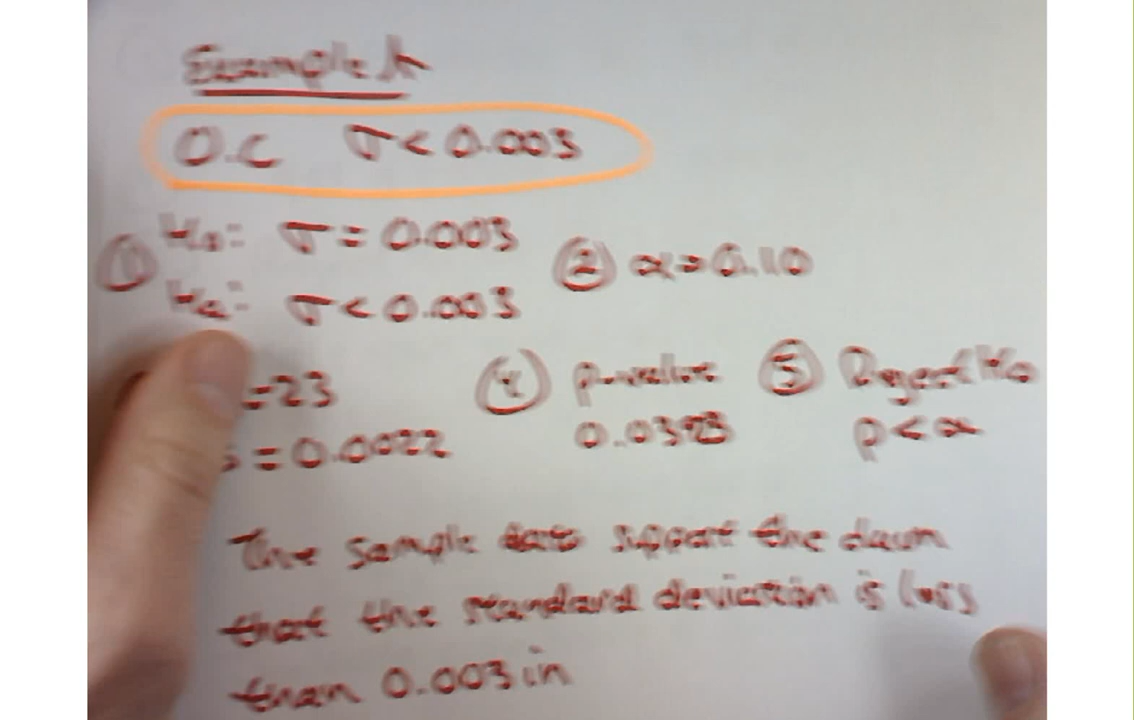 Example A
O.C σ < 0.003
① H₀: σ = 0.003
Hₐ: σ < 0.003
② α = 0.10
=23
s = 0.0022
④ p-value
0.0393
⑤ Reject H₀
p < α
The sample data support the claim
that the standard deviation is less
than 0.003 in